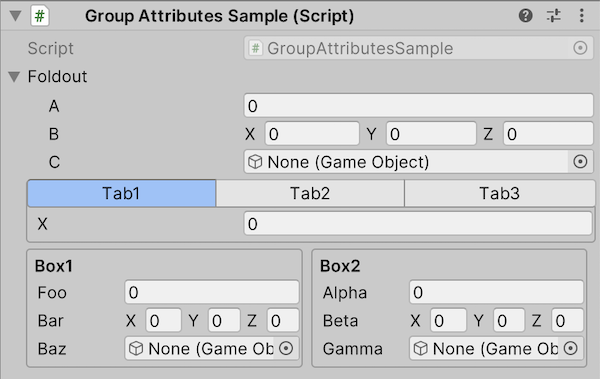 # Group Attributes Sample (Script)
Script # GroupAttributesSample
Foldout
A 0
B X 0 Y 0 Z 0
C None (Game Object)
Tab1 Tab2 Tab3
X 0
Box1
Foo 0
Bar X 0 Y 0 Z 0
Baz None (Game Ob
Box2
Alpha 0
Beta X 0 Y 0 Z 0
Gamma None (Game Ob